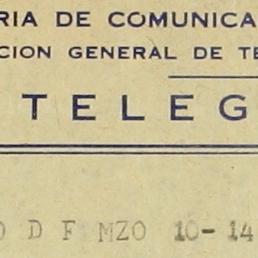 RIA DE COMUNICA
CION GENERAL DE TE
TELEG
D F MZO 10-14